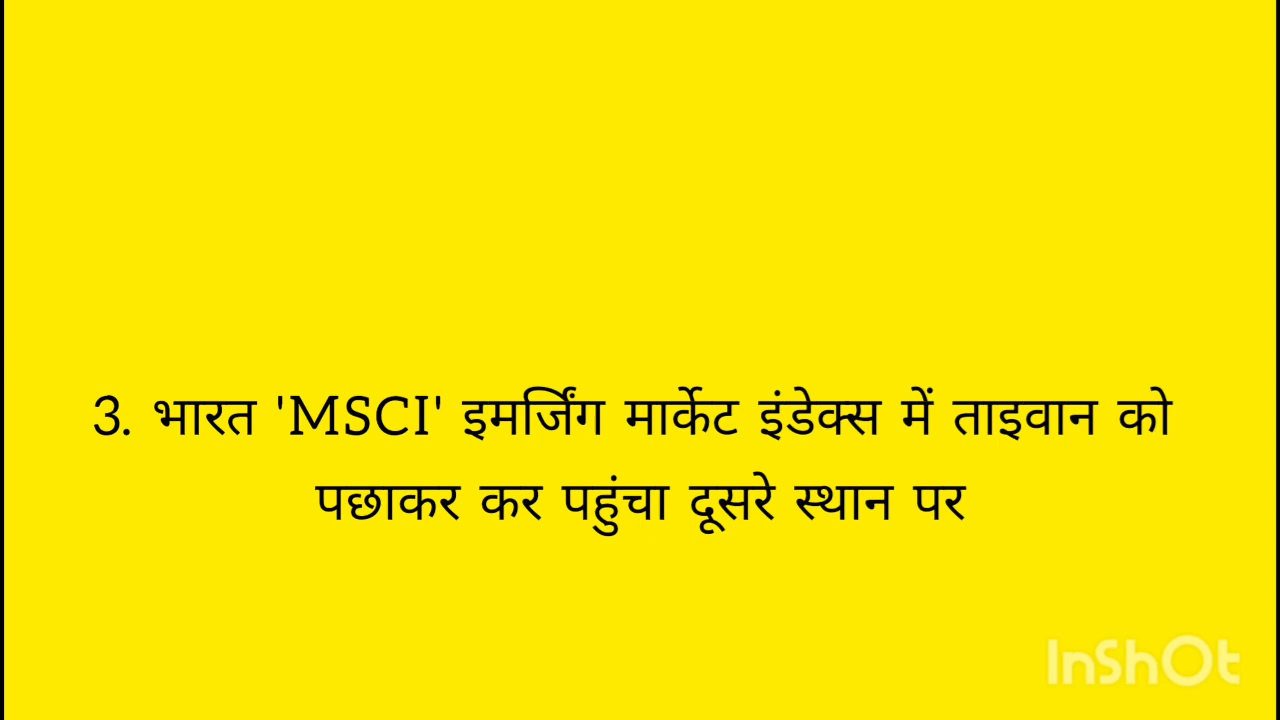 3. भारत 'MSCI' इमर्जिंग मार्केट इंडेक्स में ताइवान को
पछाकर कर पहुंचा दूसरे स्थान पर
InShOt